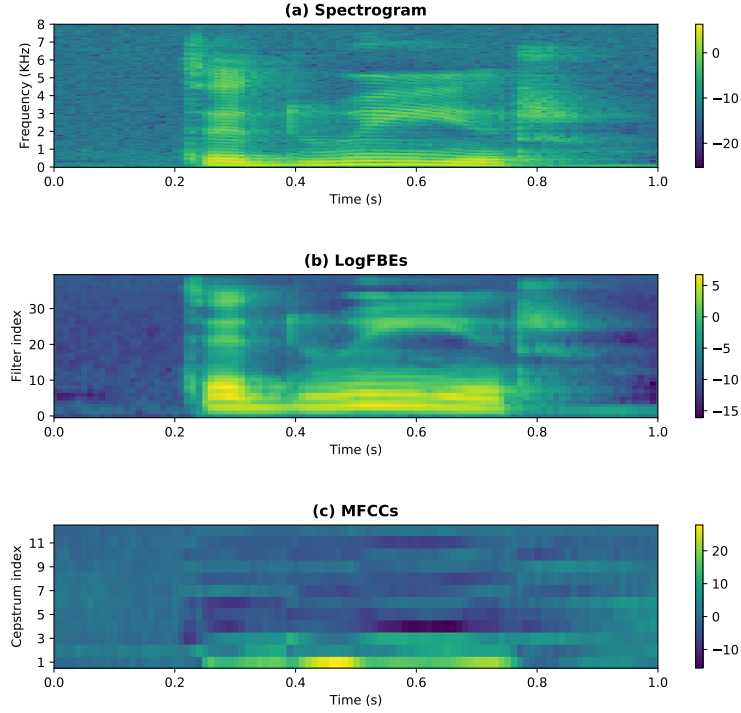 (a) Spectrogram
8
7
6
5
4
3
2
1
0
Frequency (KHz)
0.0 0.2 0.4 0.6 0.8 1.0
Time (s)
0
−10
−20
(b) LogFBEs
30
20
10
0
Filter index
0.0 0.2 0.4 0.6 0.8 1.0
Time (s)
5
0
−5
−10
−15
(c) MFCCs
11
9
7
5
3
1
Cepstrum index
0.0 0.2 0.4 0.6 0.8 1.0
Time (s)
20
10
0
−10